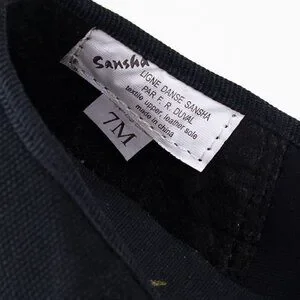 Sansha
LIGNE DANSE SANSHA
PAR F. R. DUVAL
textile upper, leather sole
made in china
7M